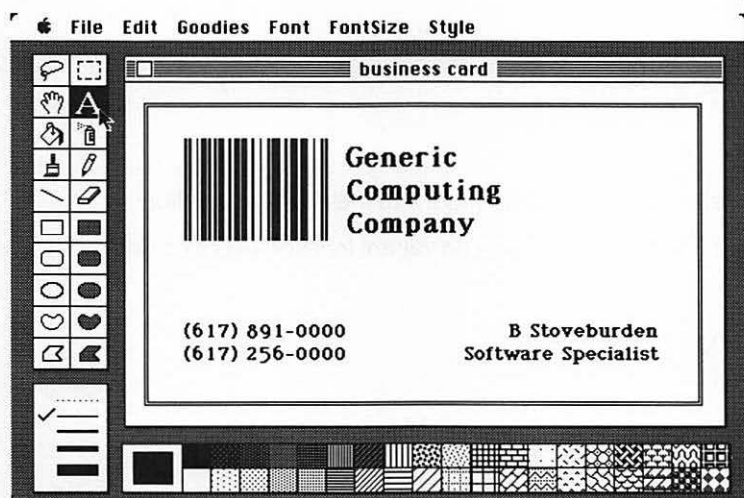 File Edit Goodies Font FontSize Style
business card
A
Generic
Computing
Company
(617) 891-0000
(617) 256-0000
B Stoveburden
Software Specialist